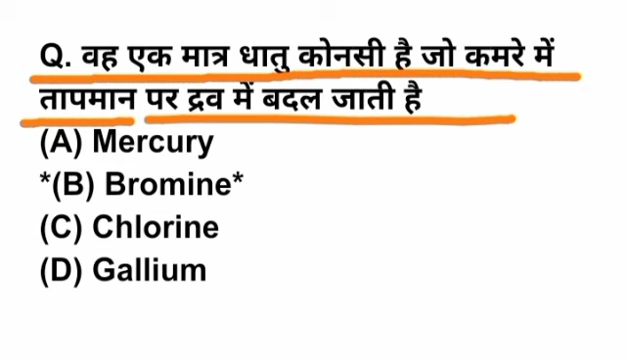 Q. वह एक मात्र धातु कोनसी है जो कमरे में
तापमान पर द्रव में बदल जाती है
(A) Mercury
*(B) Bromine*
(C) Chlorine
(D) Gallium